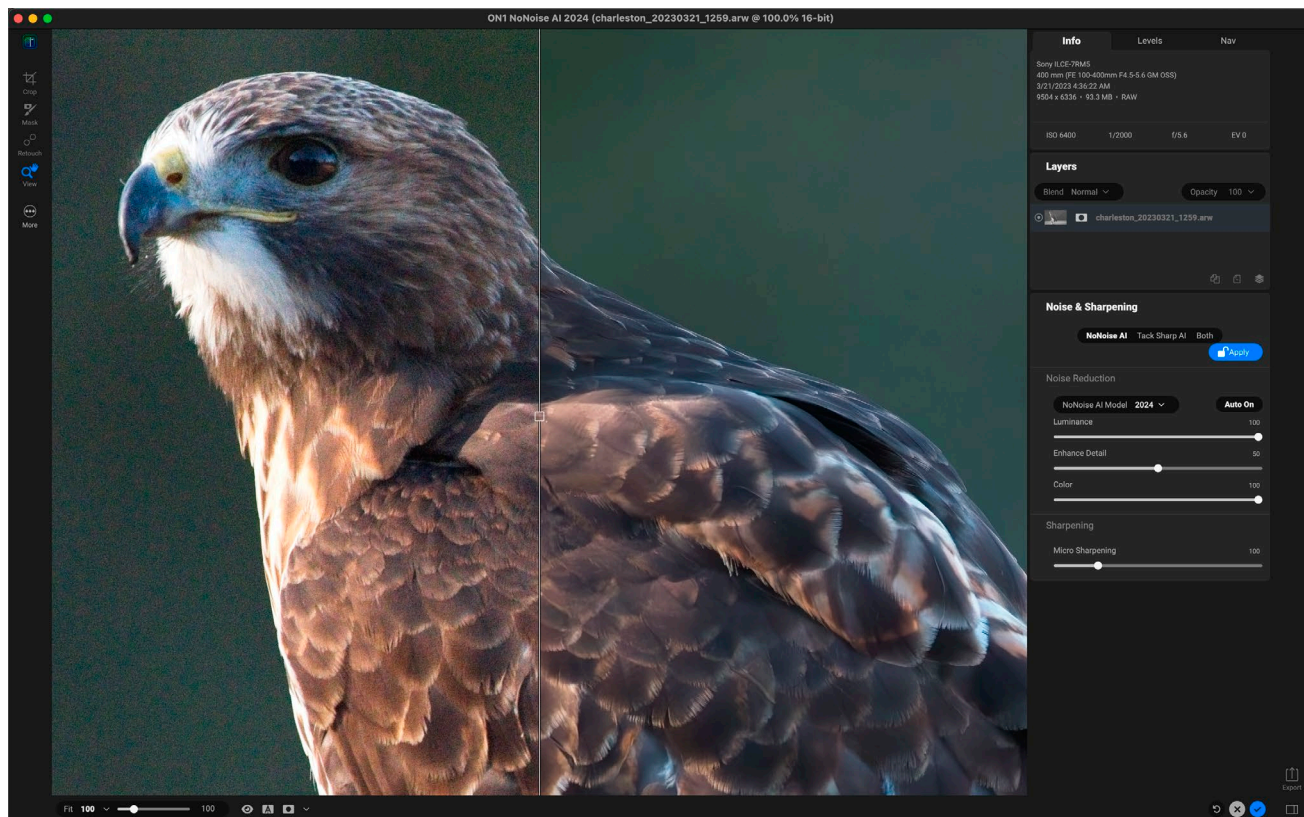 ON1 NoNoise AI 2024 (charleston_20230321_1259.arw @ 100.0% 16-bit)
Crop
Mask
Retouch
View
More
Info Levels Nav
Sony ILCE-7RM5
400 mm (FE 100-400mm F4.5-5.6 GM OSS)
3/21/2023 4:36:22 AM
9504 x 6336 • 93.3 MB • RAW
ISO 6400 1/2000 f/5.6 EV 0
Layers
Blend Normal Opacity 100
charleston_20230321_1259.arw
Noise & Sharpening
NoNoise AI Tack Sharp AI Both
Apply
Noise Reduction
NoNoise AI Model 2024 Auto On
Luminance 100
Enhance Detail 50
Color 100
Sharpening
Micro Sharpening 100
Export
Fit 100 100
A